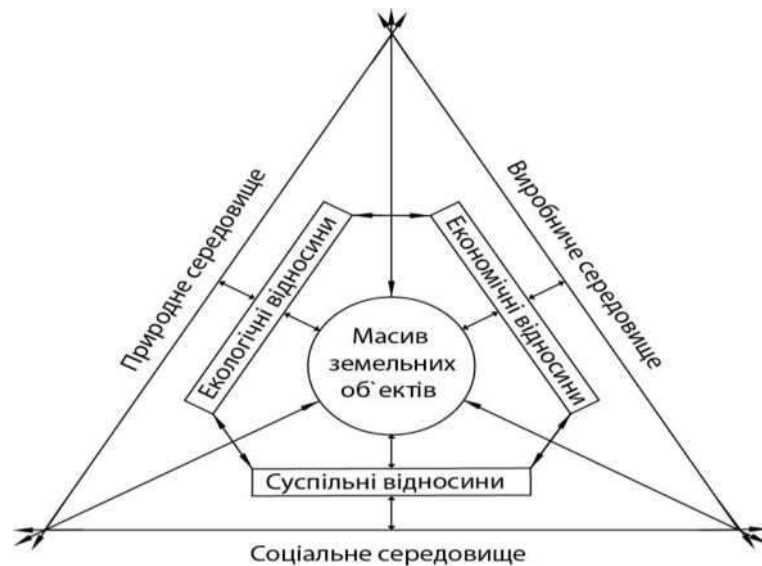 Природне середовище
Виробниче середовище
Екологічні відносини
Економічні відносини
Масив
земельних
об`єктів
Суспільні відносини
Соціальне середовище